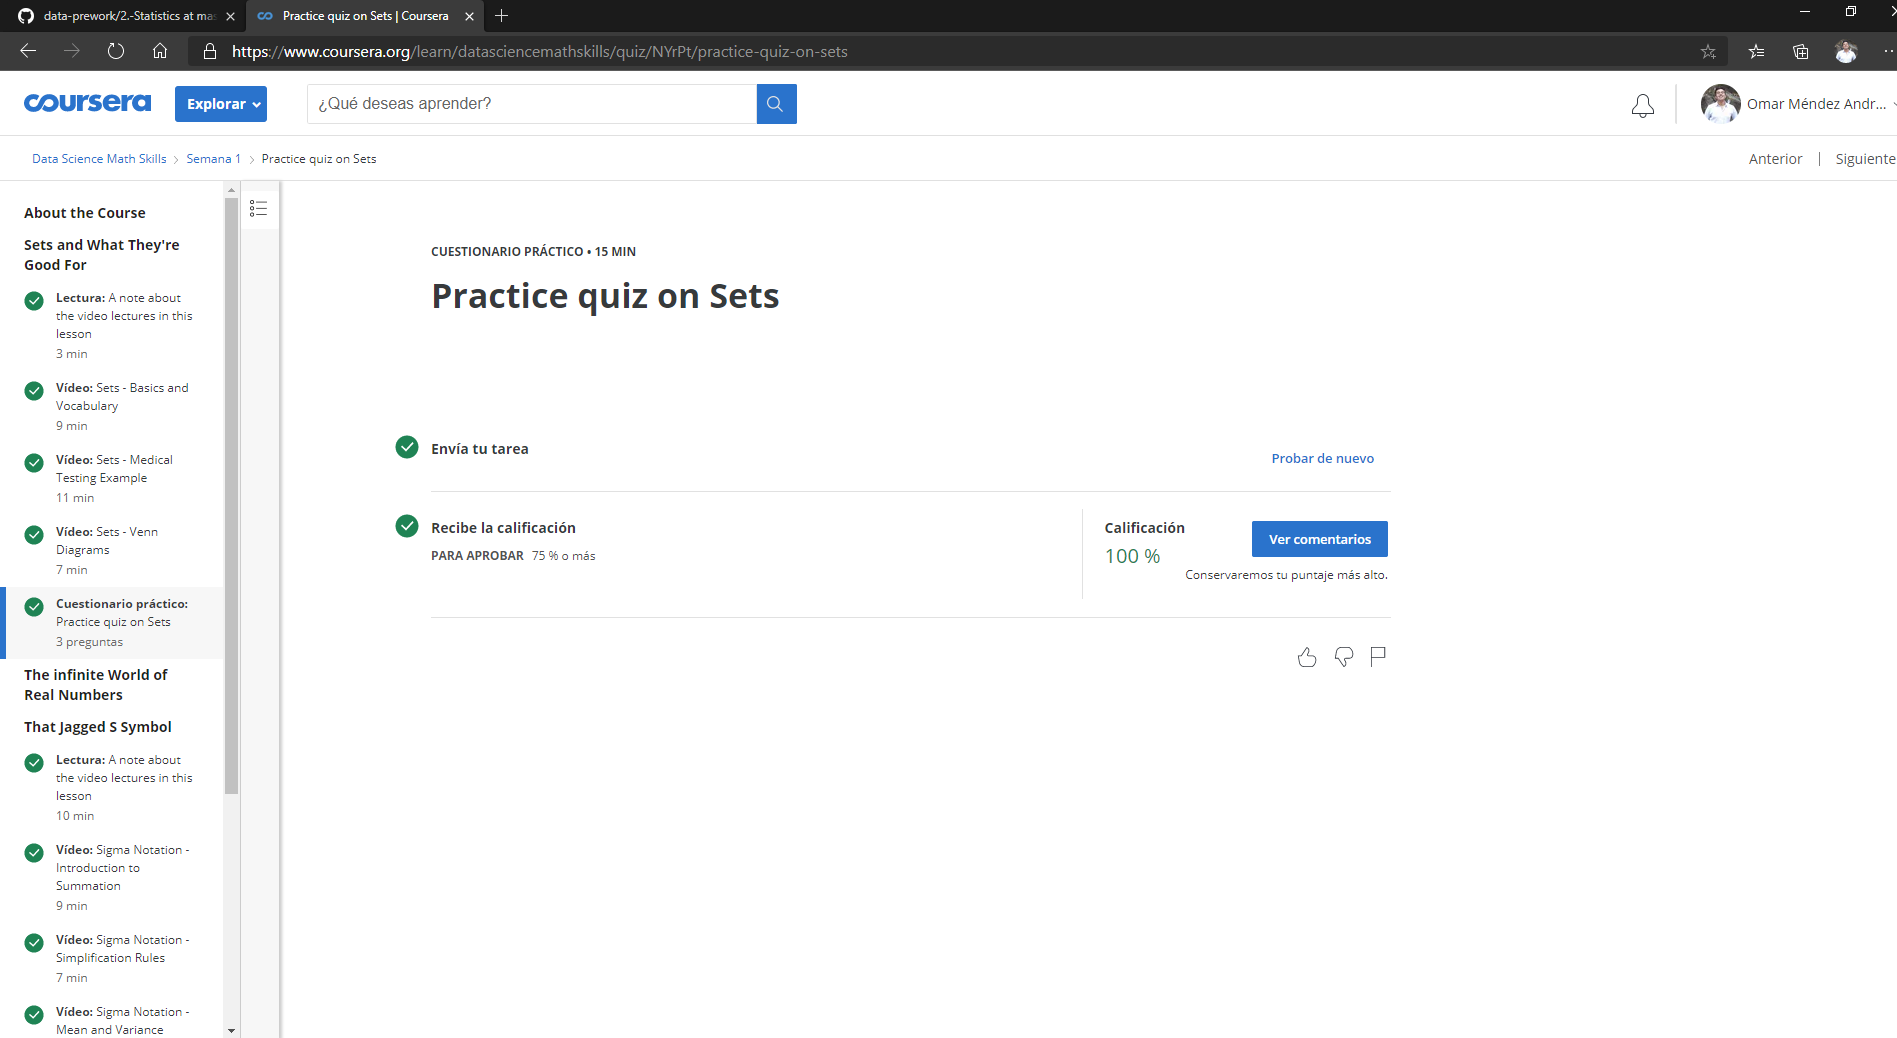 data-prework/2.-Statistics at mas
Practice quiz on Sets | Coursera
https://www.coursera.org/learn/datasciencemathskills/quiz/NYrPt/practice-quiz-on-sets
coursera
Explorar
¿Qué deseas aprender?
Omar Méndez Andr...
Data Science Math Skills
Semana 1
Practice quiz on Sets
Anterior
Siguiente
About the Course
Sets and What They're
Good For
Lectura: A note about
the video lectures in this
lesson
3 min
Vídeo: Sets - Basics and
Vocabulary
9 min
Vídeo: Sets - Medical
Testing Example
11 min
Vídeo: Sets - Venn
Diagrams
7 min
Cuestionario práctico:
Practice quiz on Sets
3 preguntas
The infinite World of
Real Numbers
That Jagged S Symbol
Lectura: A note about
the video lectures in this
lesson
10 min
Vídeo: Sigma Notation -
Introduction to
Summation
9 min
Vídeo: Sigma Notation -
Simplification Rules
7 min
Vídeo: Sigma Notation -
Mean and Variance
CUESTIONARIO PRÁCTICO • 15 MIN
Practice quiz on Sets
Envía tu tarea
Probar de nuevo
Recibe la calificación
PARA APROBAR 75 % o más
Calificación
100 %
Ver comentarios
Conservaremos tu puntaje más alto.